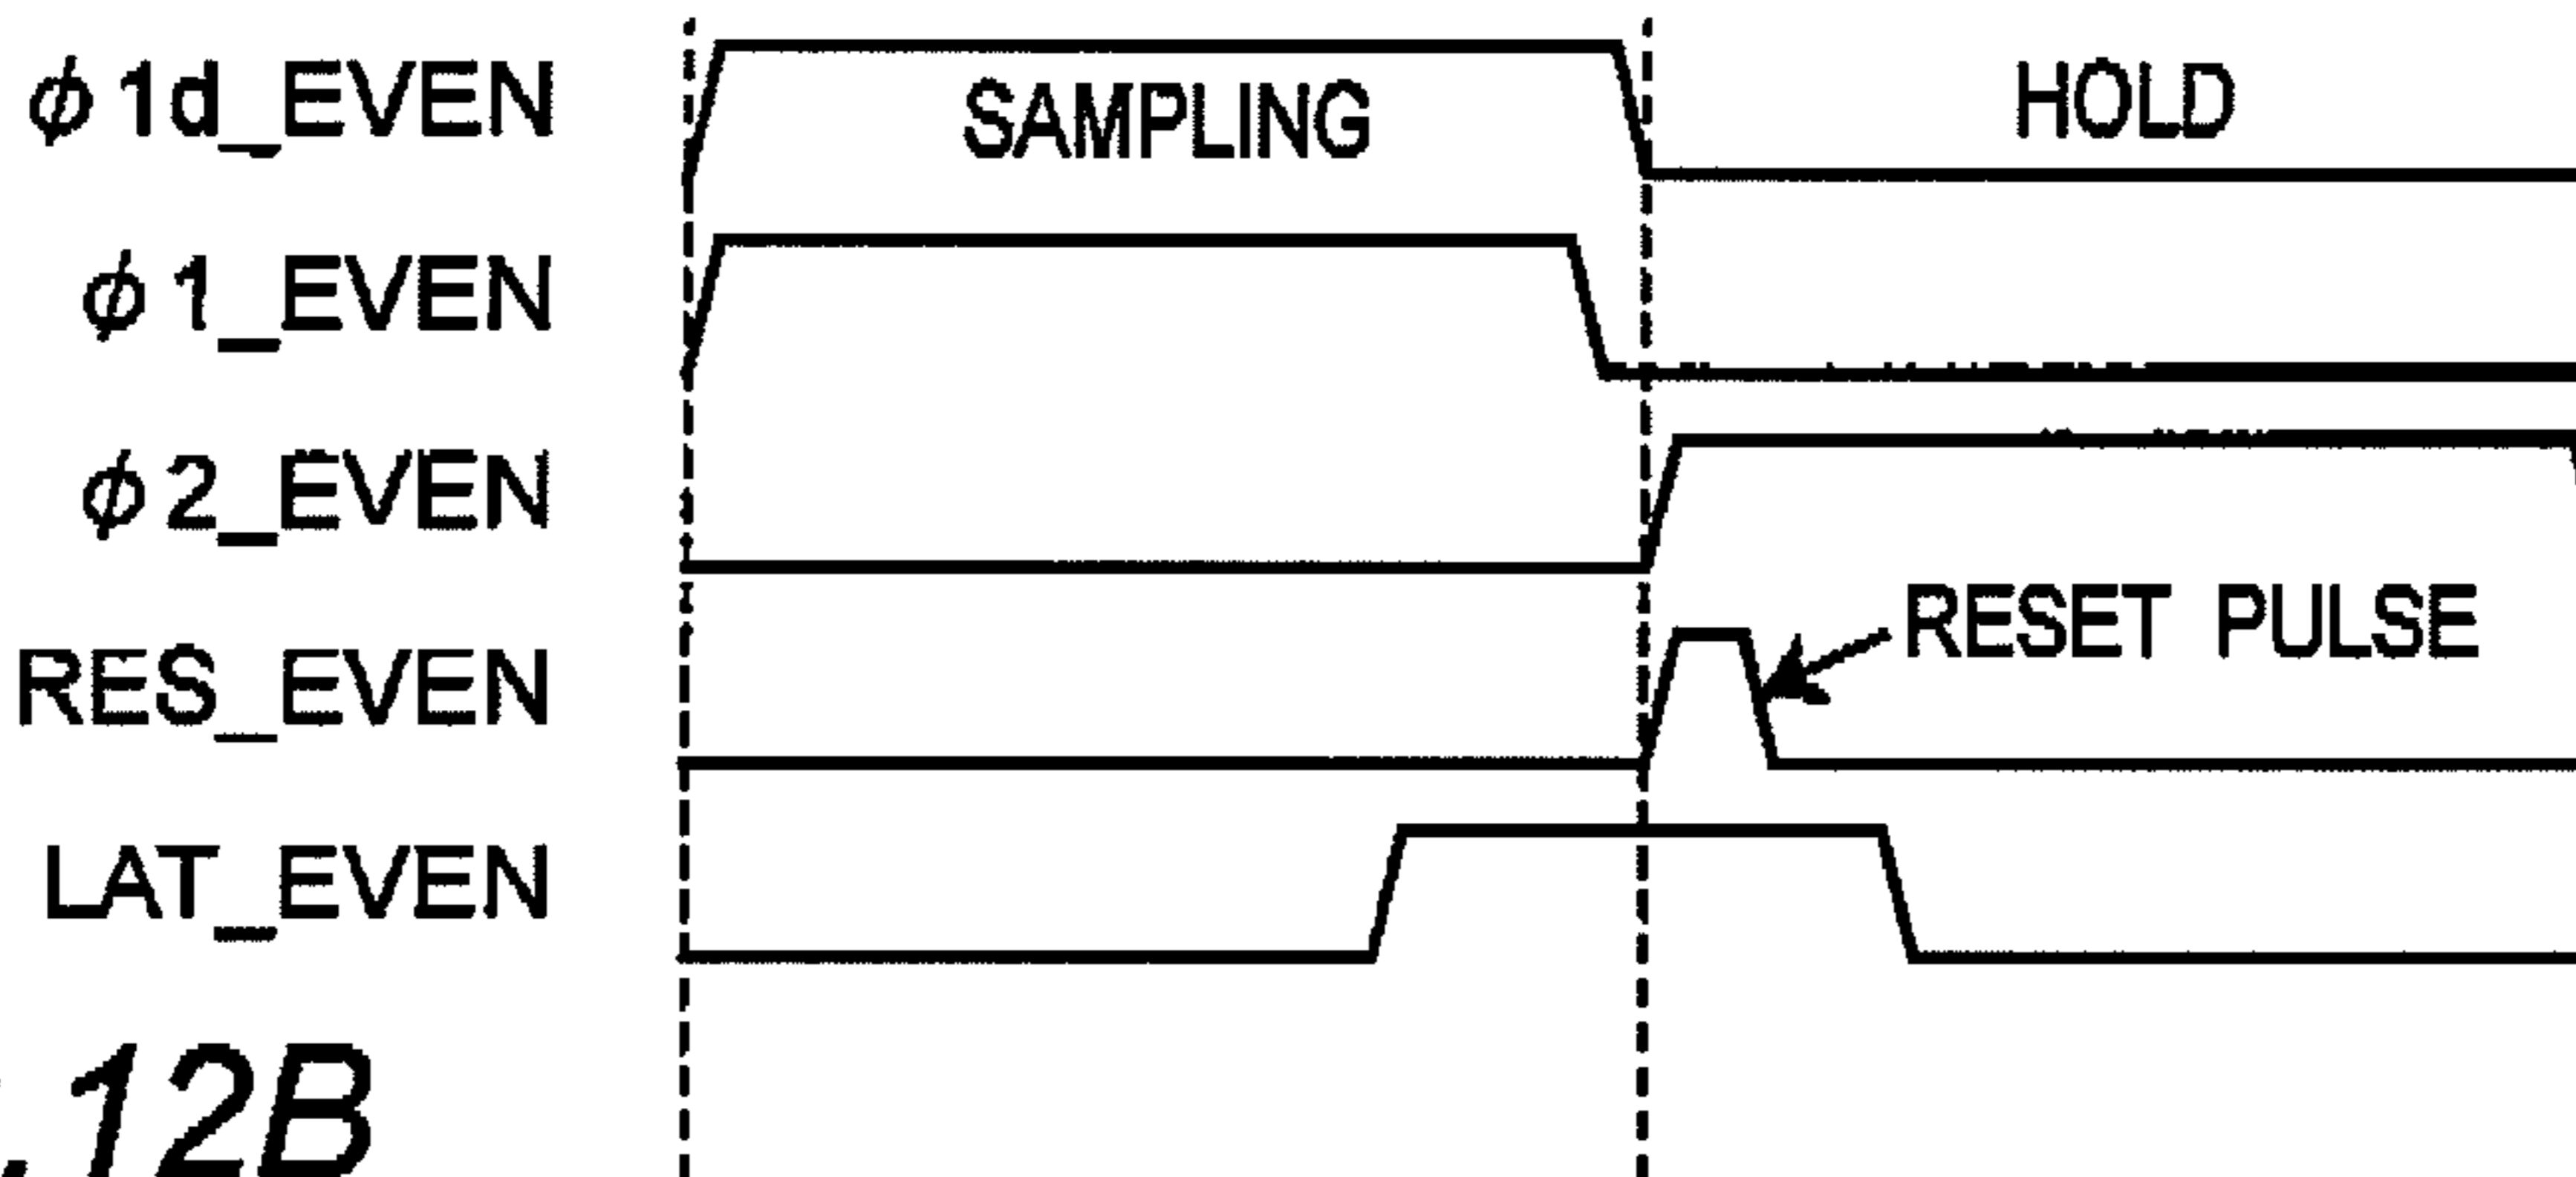 ϕ1d_EVEN SAMPLING HOLD
ϕ1_EVEN
ϕ2_EVEN
RES_EVEN RESET PULSE
LAT_EVEN
.12B